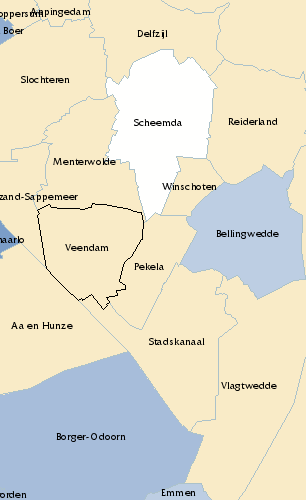 Appingedam
oppersum
Boer
Delfzijl
Slochteren
Scheemda
Reiderland
Menterwolde
Winschoten
zand-Sappemeer
Bellingwedde
naarlo
Veendam
Pekela
Aa en Hunze
Stadskanaal
Vlagtwedde
Borger-Odoorn
Emmen
orden